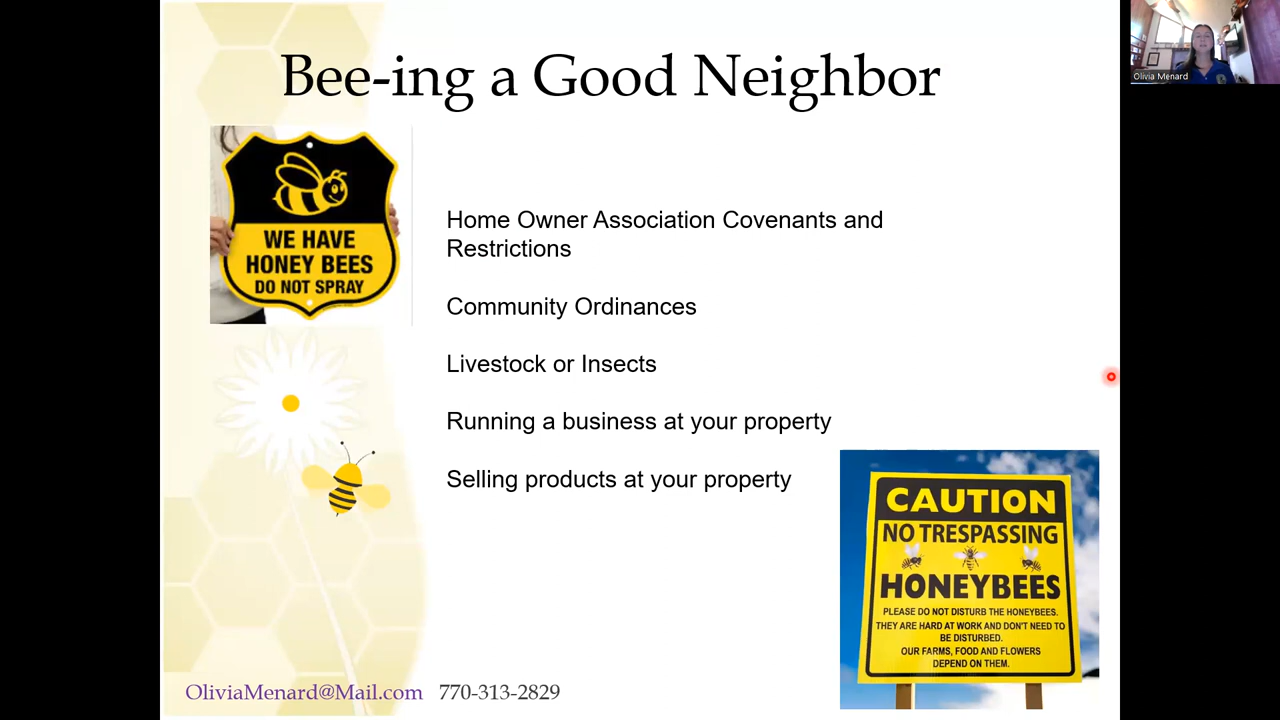 Bee-ing a Good Neighbor
Olivia Menard
WE HAVE
HONEY BEES
DO NOT SPRAY
Home Owner Association Covenants and
Restrictions
Community Ordinances
Livestock or Insects
Running a business at your property
Selling products at your property
CAUTION
NO TRESPASSING
HONEYBEES
PLEASE DO NOT DISTURB THE HONEYBEES.
THEY ARE HARD AT WORK AND DON'T NEED TO
BE DISTURBED.
OUR FARMS, FOOD AND FLOWERS
DEPEND ON THEM.
OliviaMenard@Mail.com 770-313-2829